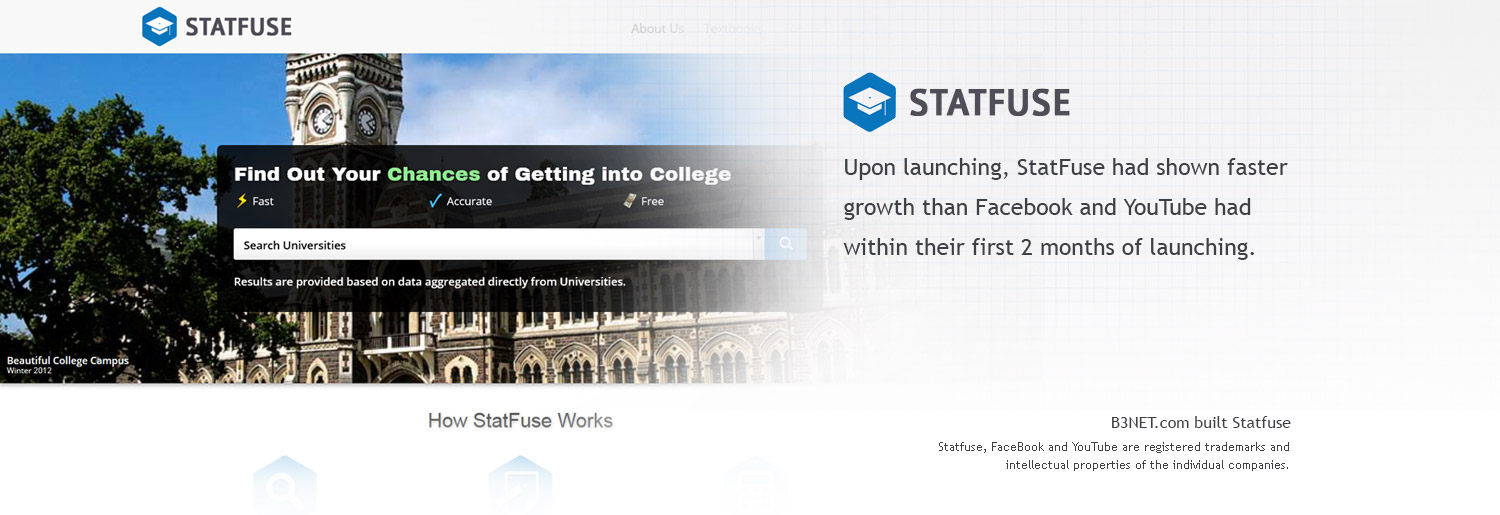 STATFUSE
About Us
STATFUSE
Upon launching, StatFuse had shown faster
growth than Facebook and YouTube had
within their first 2 months of launching.
Find Out Your Chances of Getting into College
Fast Accurate Free
Search Universities
Results are provided based on data aggregated directly from Universities.
Beautiful College Campus
Winter 2012
How StatFuse Works
B3NET.com built Statfuse
Statfuse, FaceBook and YouTube are registered trademarks and
intellectual properties of the individual companies.